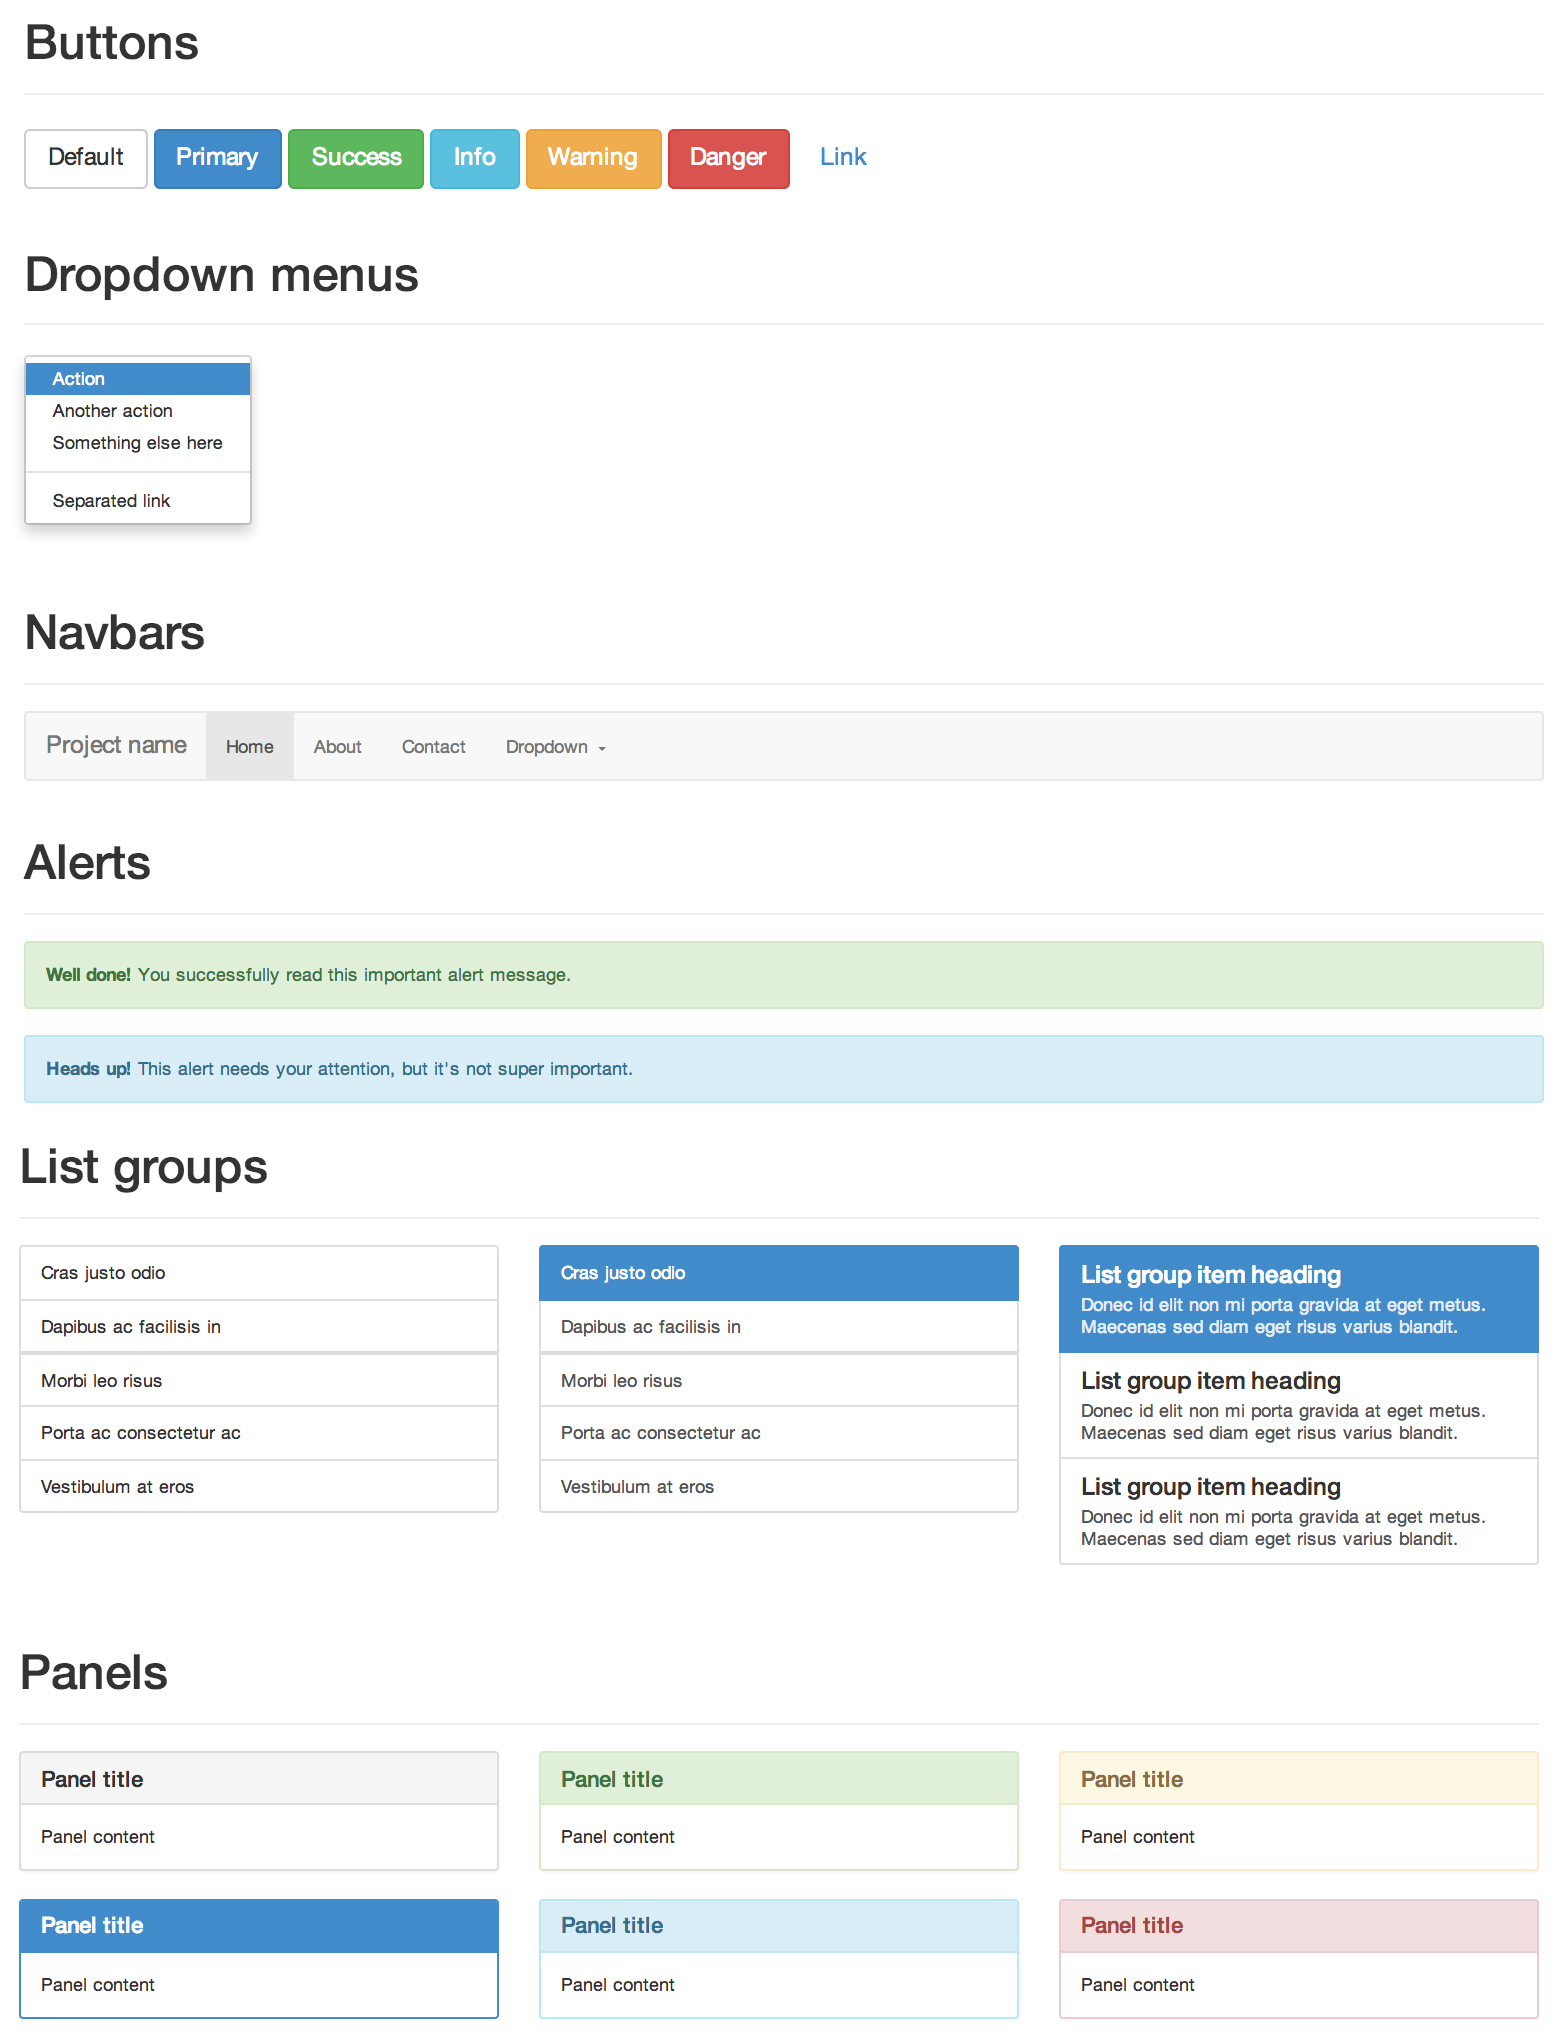 Buttons
Default Primary Success Info Warning Danger Link
Dropdown menus
Action
Another action
Something else here
Separated link
Navbars
Project name Home About Contact Dropdown
Alerts
Well done! You successfully read this important alert message.
Heads up! This alert needs your attention, but it's not super important.
List groups
Cras justo odio
Dapibus ac facilisis in
Morbi leo risus
Porta ac consectetur ac
Vestibulum at eros
Cras justo odio
Dapibus ac facilisis in
Morbi leo risus
Porta ac consectetur ac
Vestibulum at eros
List group item heading
Donec id elit non mi porta gravida at eget metus.
Maecenas sed diam eget risus varius blandit.
List group item heading
Donec id elit non mi porta gravida at eget metus.
Maecenas sed diam eget risus varius blandit.
List group item heading
Donec id elit non mi porta gravida at eget metus.
Maecenas sed diam eget risus varius blandit.
Panels
Panel title
Panel content
Panel title
Panel content
Panel title
Panel content
Panel title
Panel content
Panel title
Panel content
Panel title
Panel content